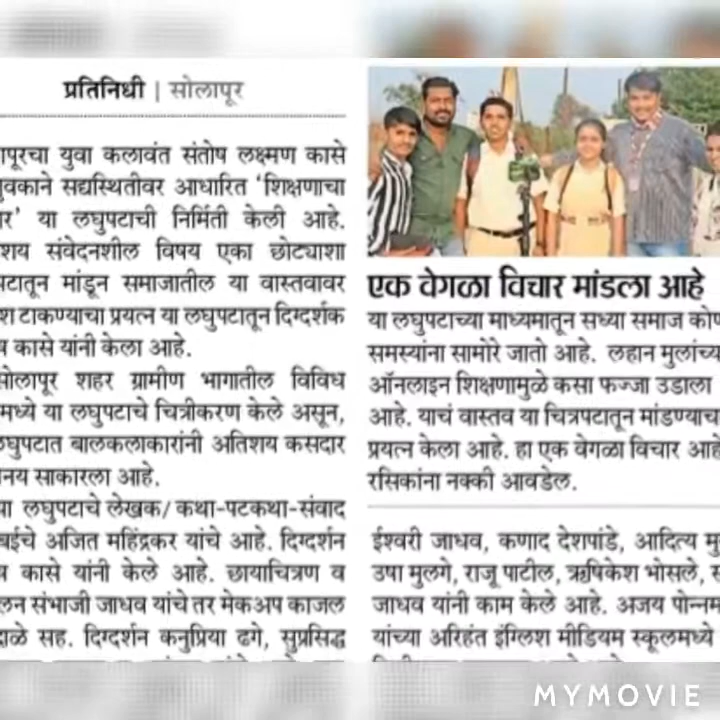 प्रतिनिधी | सोलापूर
ापूरचा युवा कलावंत संतोष लक्ष्मण कासे
ुवकाने सद्यस्थितीवर आधारित 'शिक्षणाचा
र' या लघुपटाची निर्मिती केली आहे.
शय संवेदनशील विषय एका छोट्याशा
पटातून मांडून समाजातील या वास्तवावर
श टाकण्याचा प्रयत्न या लघुपटातून दिग्दर्शक
ष कासे यांनी केला आहे.
सोलापूर शहर ग्रामीण भागातील विविध
मध्ये या लघुपटाचे चित्रीकरण केले असून,
लघुपटात बालकलाकारांनी अतिशय कसदार
नय साकारला आहे.
या लघुपटाचे लेखक/ कथा-पटकथा-संवाद
बईचे अजित महिंद्रकर यांचे आहे. दिग्दर्शन
कासे यांनी केले आहे. छायाचित्रण व
लन संभाजी जाधव यांचे तर मेकअप काजल
ाळे सह. दिग्दर्शन कनुप्रिया ढगे, सुप्रसिद्ध
एक वेगळा विचार मांडला आहे
या लघुपटाच्या माध्यमातून सध्या समाज कोण
समस्यांना सामोरे जातो आहे. लहान मुलांच्या
ऑनलाइन शिक्षणामुळे कसा फज्जा उडाला
आहे. याचं वास्तव या चित्रपटातून मांडण्याचा
प्रयत्न केला आहे. हा एक वेगळा विचार आहे
रसिकांना नक्की आवडेल.
ईश्वरी जाधव, कणाद देशपांडे, आदित्य मु
उषा मुलगे, राजू पाटील, ऋषिकेश भोसले, स
जाधव यांनी काम केले आहे. अजय पोन्नम
यांच्या अरिहंत इंग्लिश मीडियम स्कूलमध्ये
MYMOVIE